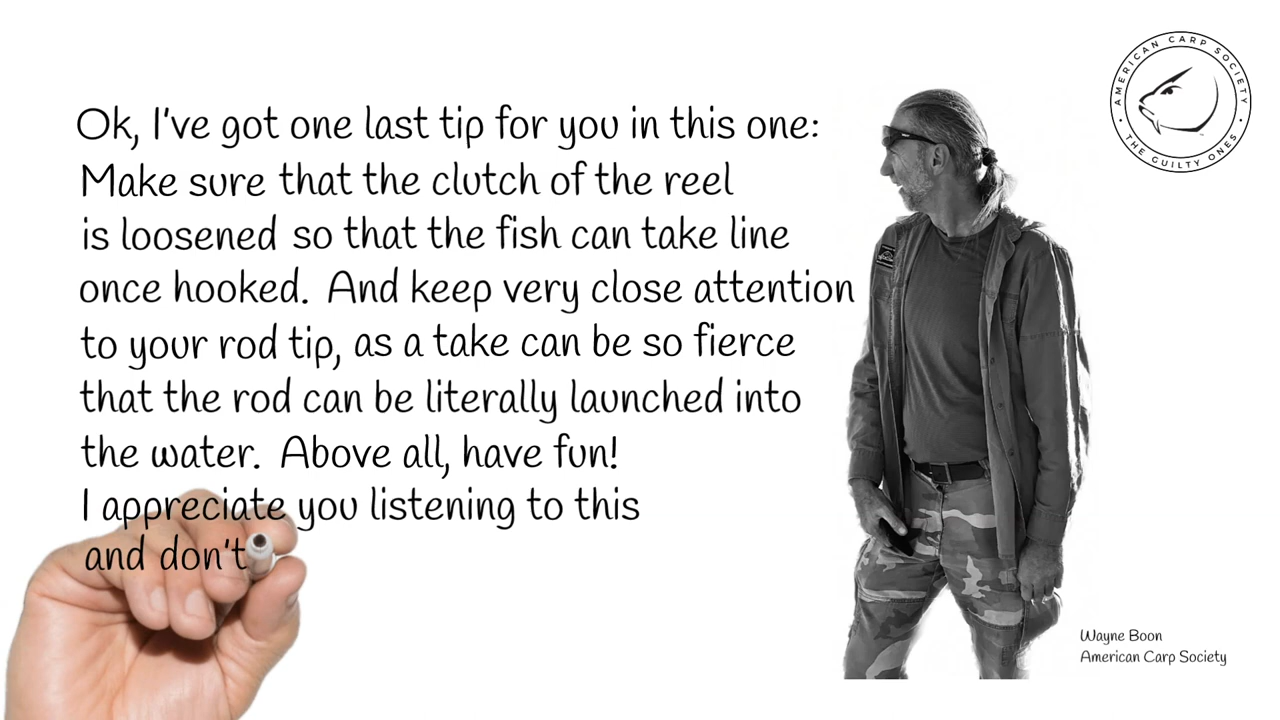 Ok, I've got one last tip for you in this one:
Make sure that the clutch of the reel
is loosened so that the fish can take line
once hooked. And keep very close attention
to your rod tip, as a take can be so fierce
that the rod can be literally launched into
the water. Above all, have fun!
I appreciate you listening to this
and don't
AMERICAN CARP SOCIETY
• THE GUILTY ONES •
Wayne Boon
American Carp Society